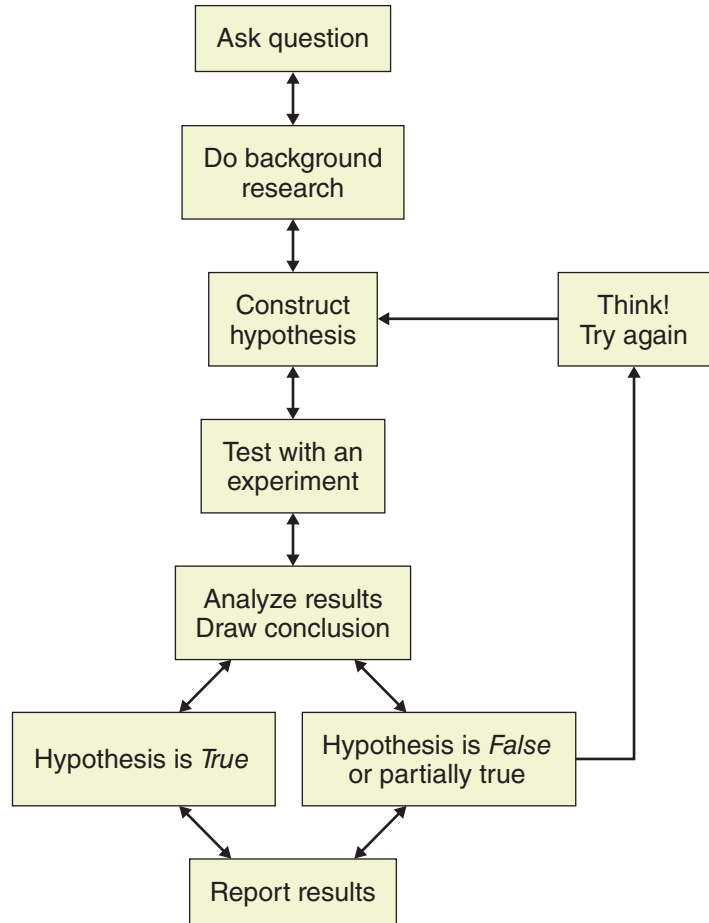 Ask question
Do background
research
Construct
hypothesis
Think!
Try again
Test with an
experiment
Analyze results
Draw conclusion
Hypothesis is True
Hypothesis is False
or partially true
Report results